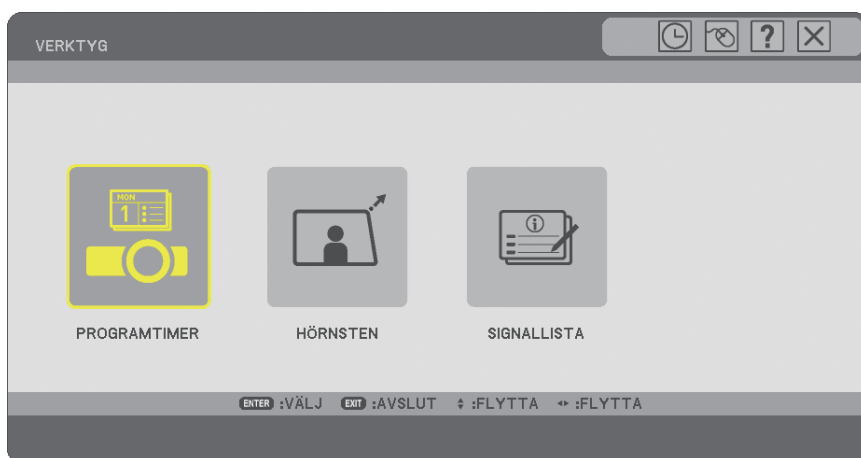 VERKTYG
?
MON
1
PROGRAMTIMER HÖRNSTEN SIGNALLISTA
ENTER :VÄLJ EXIT :AVSLUT :FLYTTA :FLYTTA